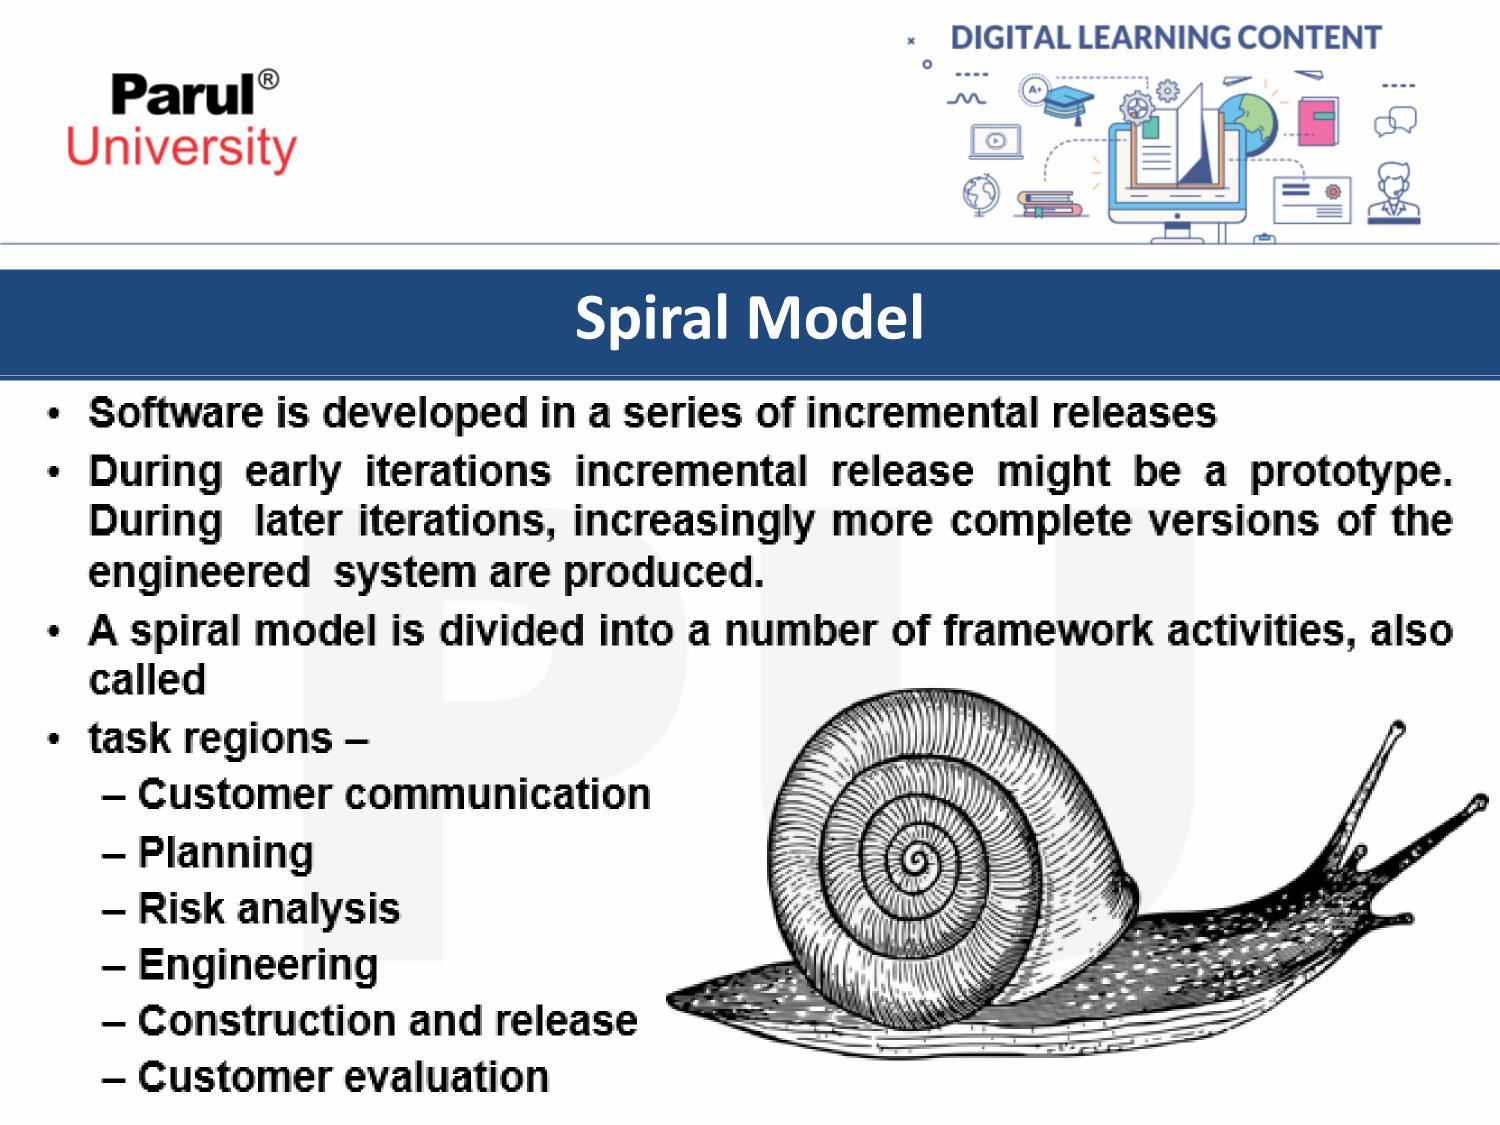 DIGITAL LEARNING CONTENT
Parul®
University
A+
Spiral Model
• Software is developed in a series of incremental releases
• During early iterations incremental release might be a prototype.
During later iterations, increasingly more complete versions of the
engineered system are produced.
• A spiral model is divided into a number of framework activities, also
called
• task regions –
– Customer communication
– Planning
– Risk analysis
– Engineering
– Construction and release
– Customer evaluation
PU